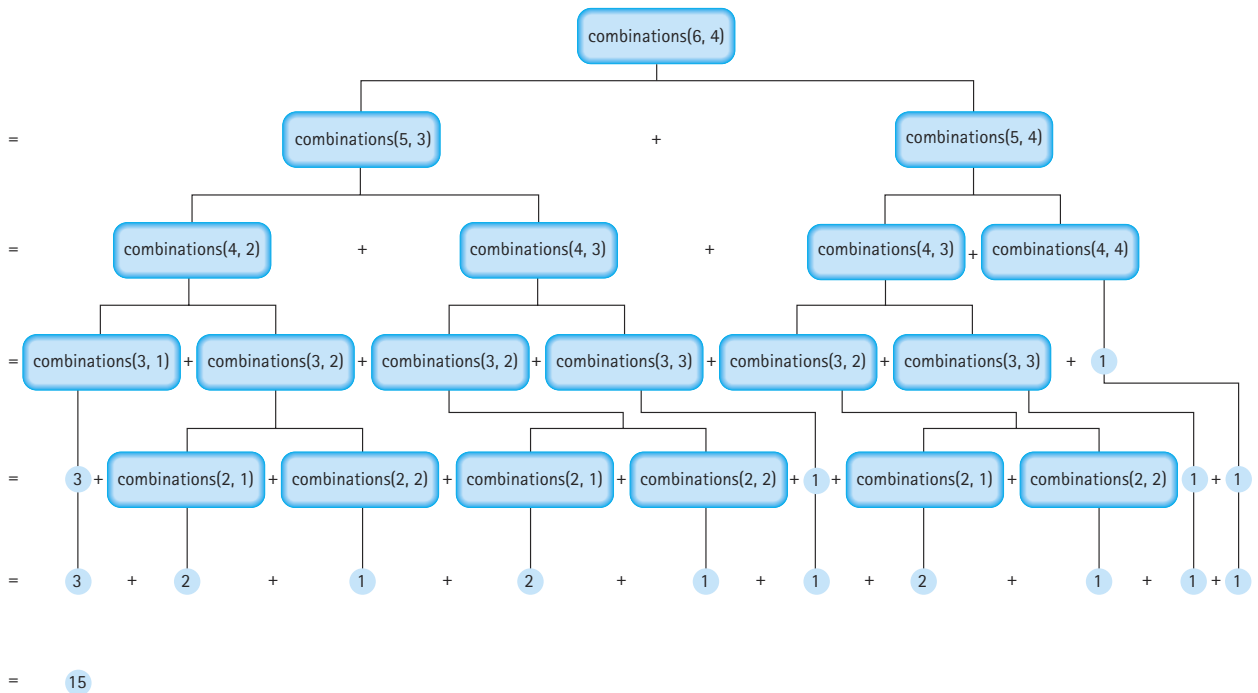 combinations(6, 4)
= combinations(5, 3) + combinations(5, 4)
= combinations(4, 2) + combinations(4, 3) + combinations(4, 3) + combinations(4, 4)
= combinations(3, 1) + combinations(3, 2) + combinations(3, 2) + combinations(3, 3) + combinations(3, 2) + combinations(3, 3) + 1
= 3 + combinations(2, 1) + combinations(2, 2) + combinations(2, 1) + combinations(2, 2) + 1 + combinations(2, 1) + combinations(2, 2) 1 + 1
= 3 + 2 + 1 + 2 + 1 + 1 + 2 + 1 + 1 + 1
= 15